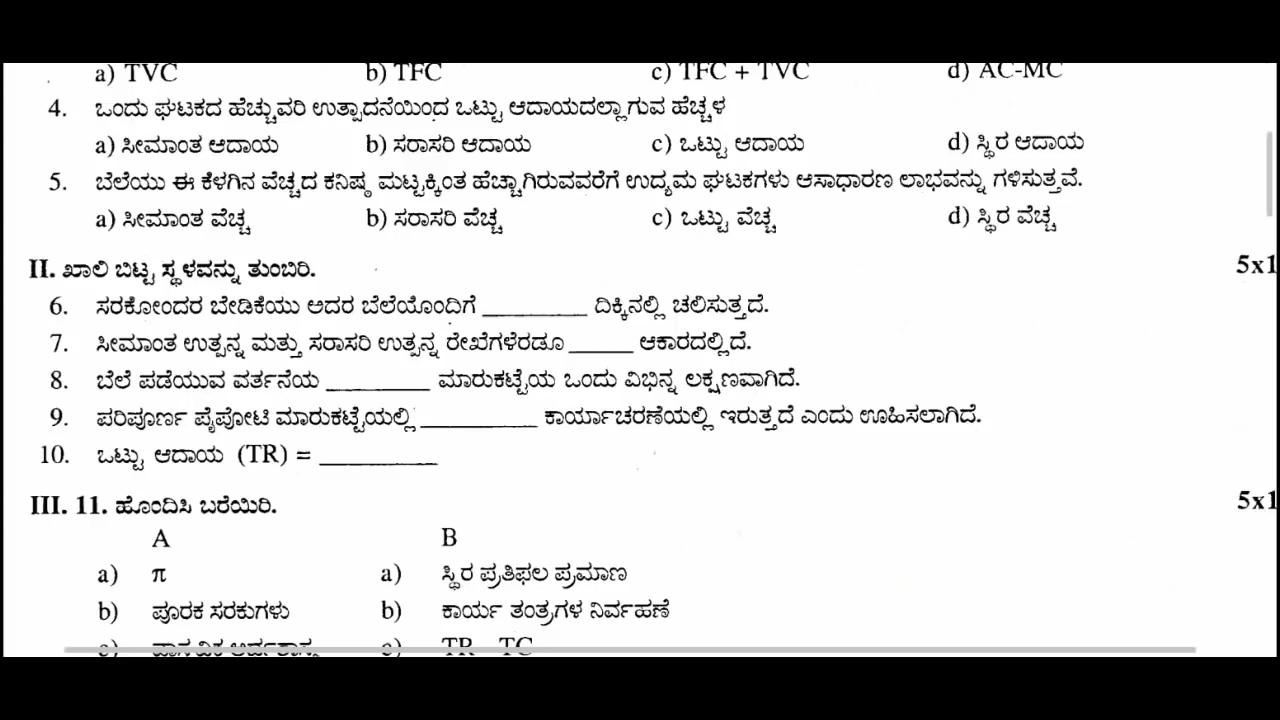 a) TVC b) TFC c) TFC + TVC d) AC-MC
4. ಒಂದು ಘಟಕದ ಹೆಚ್ಚುವರಿ ಉತ್ಪಾದನೆಯಿಂದ ಒಟ್ಟು ಆದಾಯದಲ್ಲಾಗುವ ಹೆಚ್ಚಳ
a) ಸೀಮಾಂತ ಆದಾಯ b) ಸರಾಸರಿ ಆದಾಯ c) ಒಟ್ಟು ಆದಾಯ d) ಸ್ಥಿರ ಆದಾಯ
5. ಬೆಲೆಯು ಈ ಕೆಳಗಿನ ವೆಚ್ಚದ ಕನಿಷ್ಠ ಮಟ್ಟಕ್ಕಿಂತ ಹೆಚ್ಚಾಗಿರುವವರೆಗೆ ಉದ್ಯಮ ಘಟಕಗಳು ಆಸಾಧಾರಣ ಲಾಭವನ್ನು ಗಳಿಸುತ್ತವೆ.
a) ಸೀಮಾಂತ ವೆಚ್ಚ b) ಸರಾಸರಿ ವೆಚ್ಚ c) ಒಟ್ಟು ವೆಚ್ಚ d) ಸ್ಥಿರ ವೆಚ್ಚ
II. ಖಾಲಿ ಬಿಟ್ಟ ಸ್ಥಳವನ್ನು ತುಂಬಿರಿ. 5x1
6. ಸರಕೋಂದರ ಬೇಡಿಕೆಯು ಅದರ ಬೆಲೆಯೊಂದಿಗೆ _________ ದಿಕ್ಕಿನಲ್ಲಿ ಚಲಿಸುತ್ತದೆ.
7. ಸೀಮಾಂತ ಉತ್ಪನ್ನ ಮತ್ತು ಸರಾಸರಿ ಉತ್ಪನ್ನ ರೇಖೆಗಳೆರಡೂ ______ ಆಕಾರದಲ್ಲಿದೆ.
8. ಬೆಲೆ ಪಡೆಯುವ ವರ್ತನೆಯ _________ ಮಾರುಕಟ್ಟೆಯ ಒಂದು ವಿಭಿನ್ನ ಲಕ್ಷಣವಾಗಿದೆ.
9. ಪರಿಪೂರ್ಣ ಪೈಪೋಟಿ ಮಾರುಕಟ್ಟೆಯಲ್ಲಿ __________ ಕಾರ್ಯಾಚರಣೆಯಲ್ಲಿ ಇರುತ್ತದೆ ಎಂದು ಊಹಿಸಲಾಗಿದೆ.
10. ಒಟ್ಟು ಆದಾಯ (TR) = __________
III. 11. ಹೊಂದಿಸಿ ಬರೆಯಿರಿ. 5x1
A B
a) π a) ಸ್ಥಿರ ಪ್ರತಿಫಲ ಪ್ರಮಾಣ
b) ಪೂರಕ ಸರಕುಗಳು b) ಕಾರ್ಯ ತಂತ್ರಗಳ ನಿರ್ವಹಣೆ
TR TC